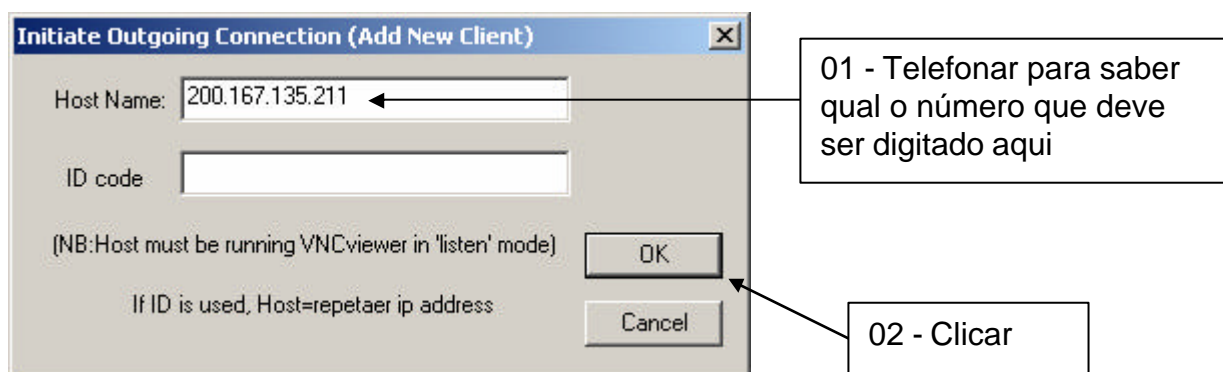 Initiate Outgoing Connection (Add New Client)
Host Name: 200.167.135.211
01 - Telefonar para saber
qual o número que deve
ser digitado aqui
ID code
(NB:Host must be running VNCviewer in 'listen' mode)
OK
If ID is used, Host=repetaer ip address
Cancel
02 - Clicar